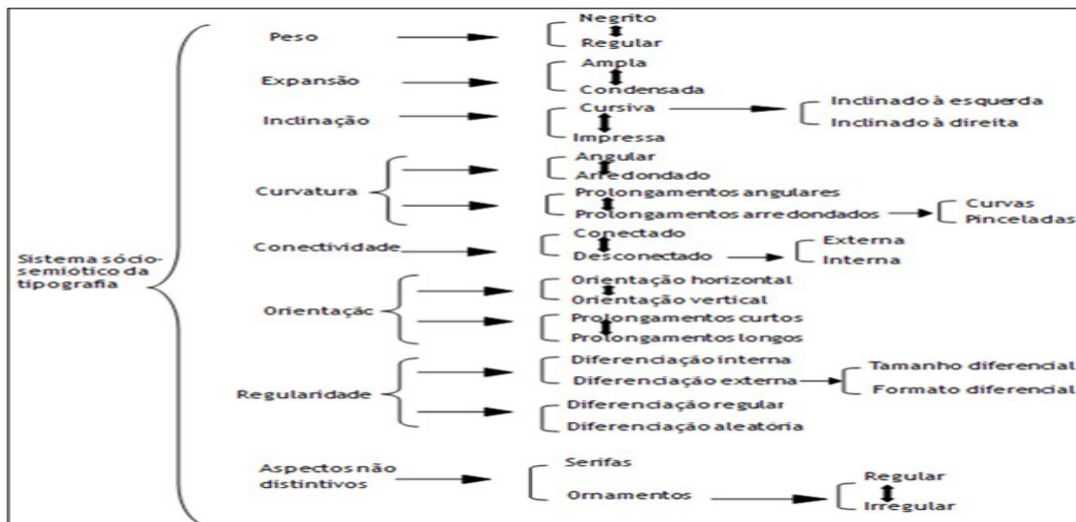 Sistema sócio-
semiótico da
tipografia
Peso
Negrito
Regular
Expansão
Ampla
Condensada
Inclinação
Cursiva
Impressa
Inclinado à esquerda
Inclinado à direita
Curvatura
Angular
Arredondado
Prolongamentos angulares
Prolongamentos arredondados
Curvas
Pinceladas
Conectividade
Conectado
Desconectado
Externa
Interna
Orientaçãc
Orientação horizontal
Orientação vertical
Prolongamentos curtos
Prolongamentos longos
Regularidade
Diferenciação interna
Diferenciação externa
Tamanho diferencial
Formato diferencial
Diferenciação regular
Diferenciação aleatória
Aspectos não
distintivos
Serifas
Ornamentos
Regular
Irregular